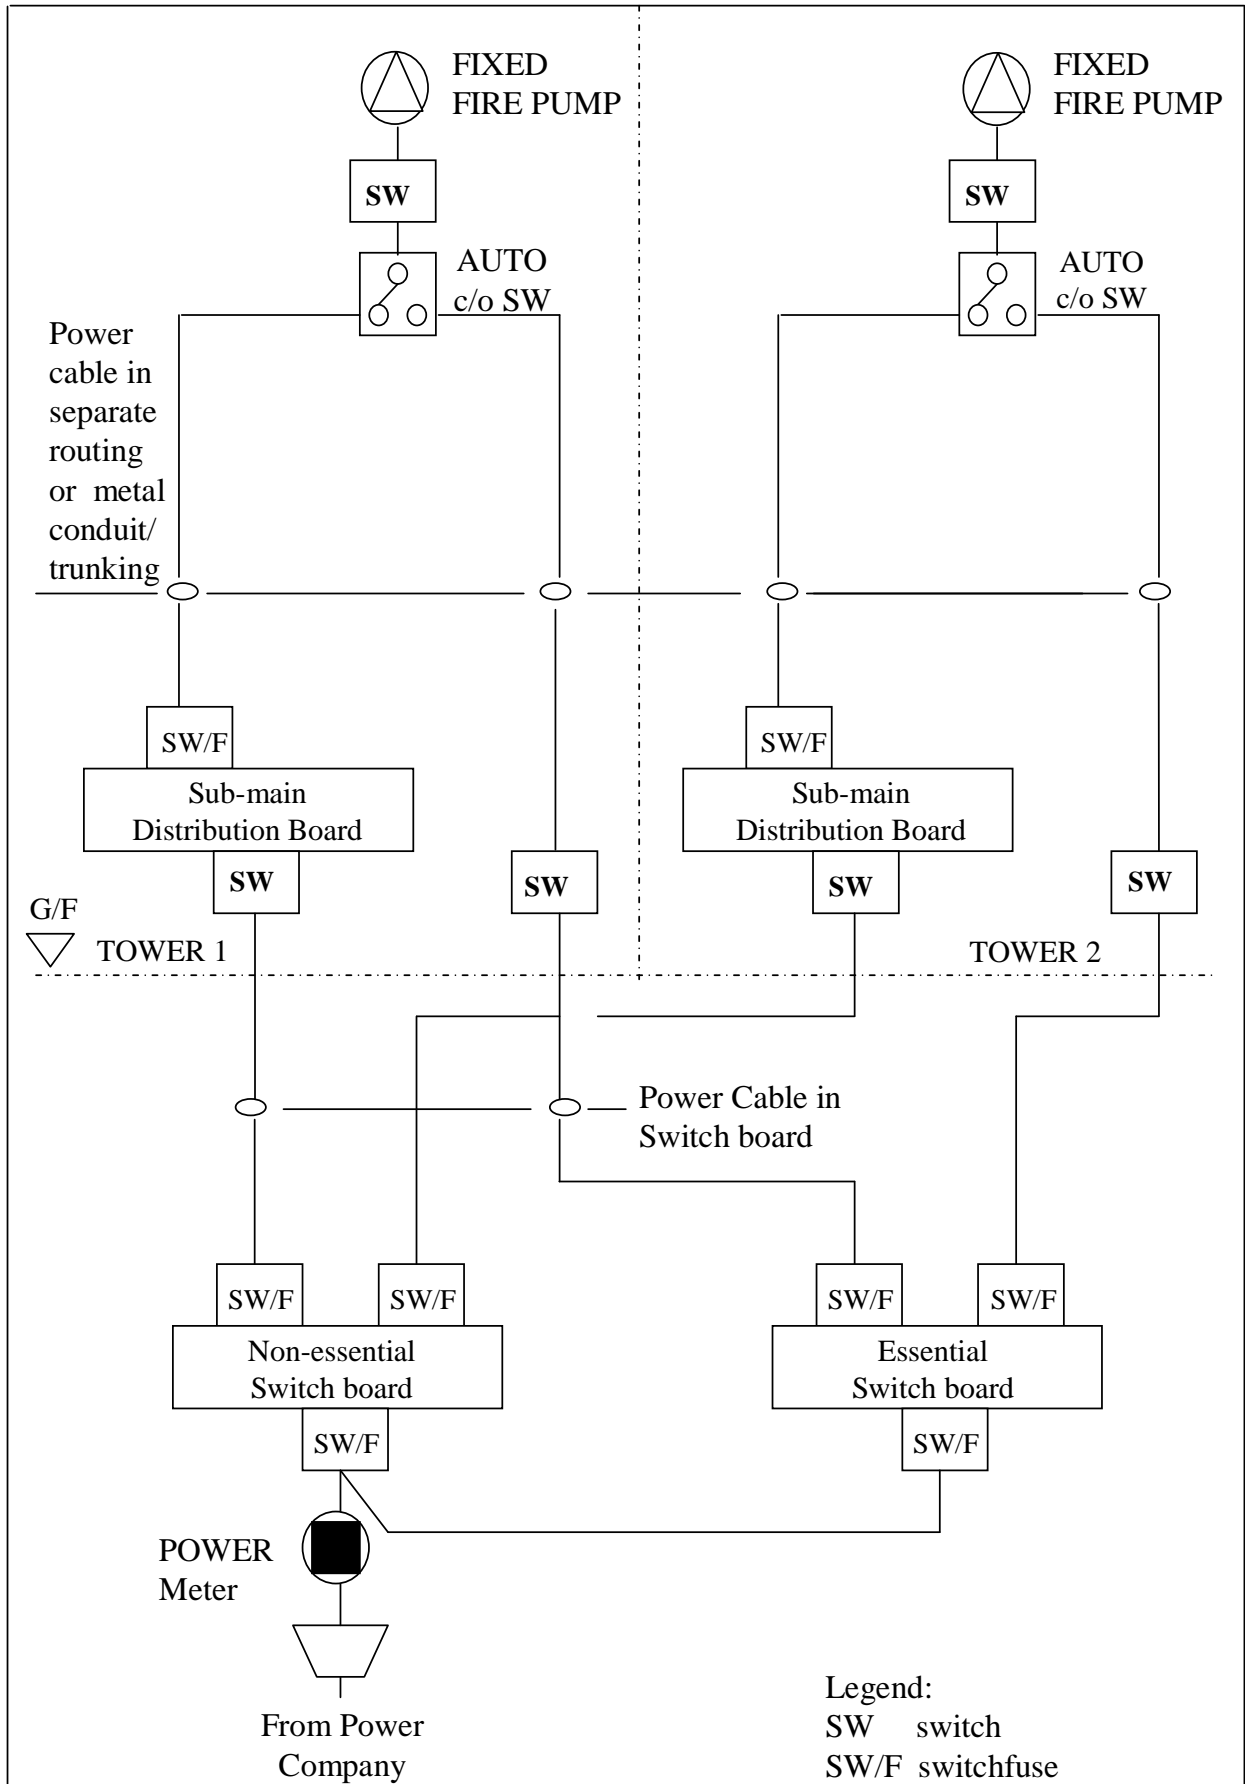 FIXED
FIRE PUMP
FIXED
FIRE PUMP
SW
SW
AUTO
c/o SW
AUTO
c/o SW
Power
cable in
separate
routing
or metal
conduit/
trunking
SW/F
SW/F
Sub-main
Distribution Board
Sub-main
Distribution Board
SW
SW
SW
SW
G/F
TOWER 1
TOWER 2
Power Cable in
Switch board
SW/F
SW/F
SW/F
SW/F
Non-essential
Switch board
Essential
Switch board
SW/F
SW/F
POWER
Meter
From Power
Company
Legend:
SW switch
SW/F switchfuse